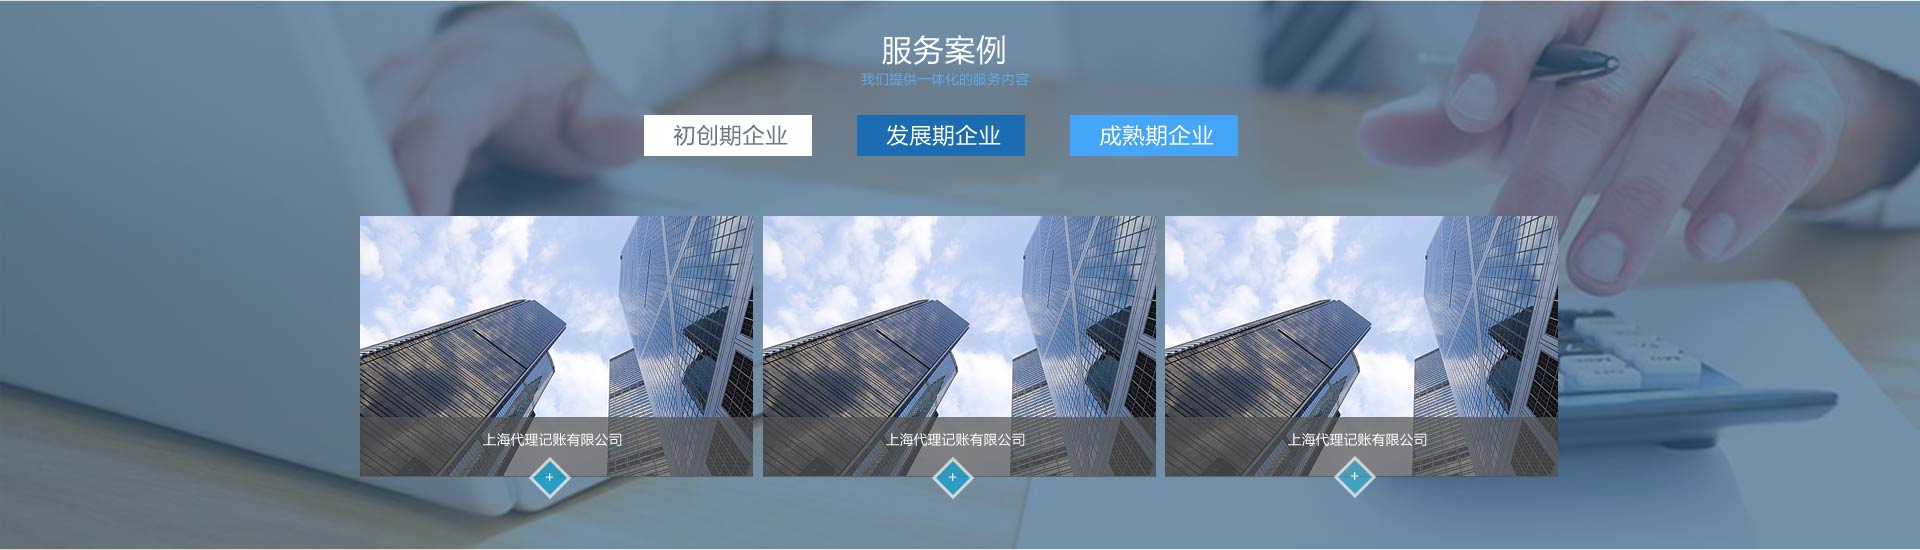 服务案例
我们提供一体化的服务内容
初创期企业 发展期企业 成熟期企业
上海代理记账有限公司 上海代理记账有限公司 上海代理记账有限公司
+ + +